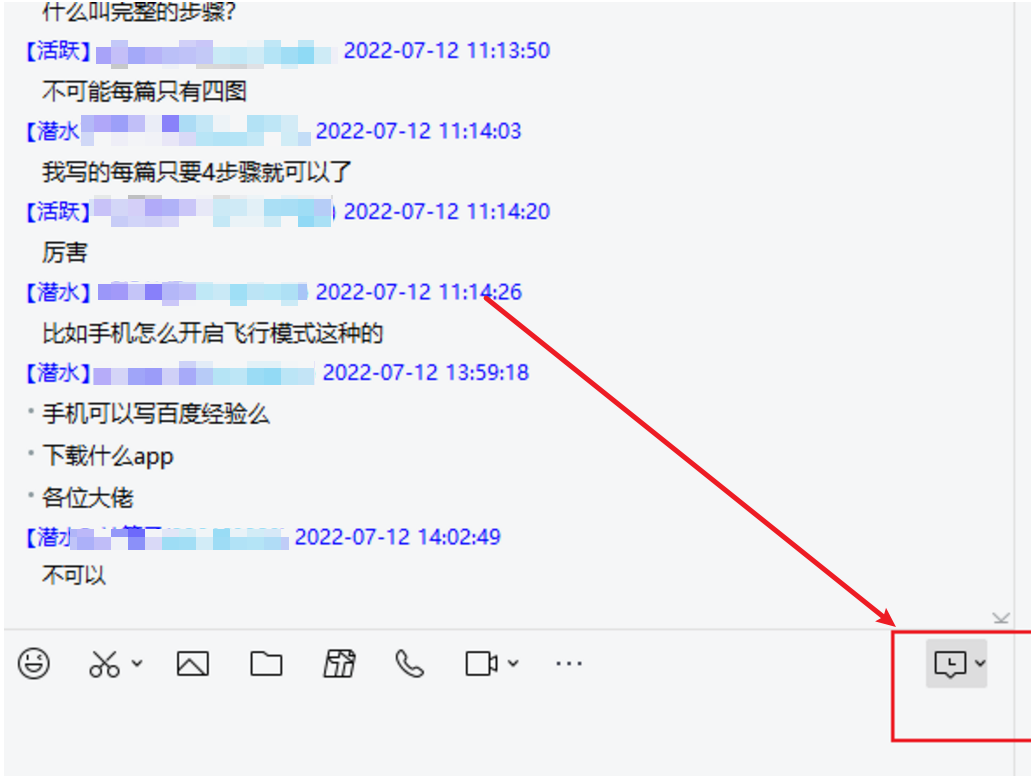 什么叫完整的步骤?
【活跃】 2022-07-12 11:13:50
不可能每篇只有四图
【潜水 2022-07-12 11:14:03
我写的每篇只要4步骤就可以了
【活跃】 2022-07-12 11:14:20
厉害
【潜水】 2022-07-12 11:14:26
比如手机怎么开启飞行模式这种的
【潜水】 2022-07-12 13:59:18
手机可以写百度经验么
下载什么app
各位大佬
【潜 2022-07-12 14:02:49
不可以